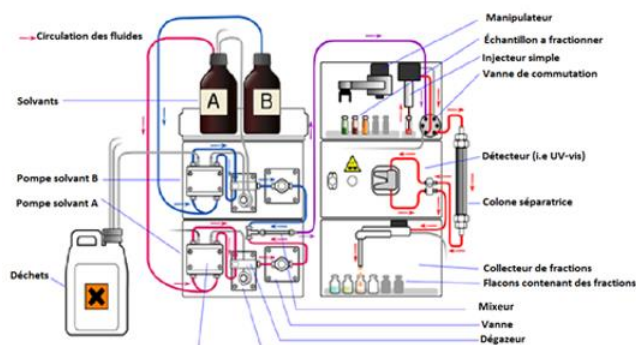 Manipulateur
Circulation des fluides
Échantillon a fractionner
Injecteur simple
Vanne de commutation
Solvants
A
B
Détecteur (i.e UV-vis)
Pompe solvant B
Pompe solvant A
Colone séparatrice
Déchets
Collecteur de fractions
Flacons contenant des fractions
Mixeur
Vanne
Dégazeur